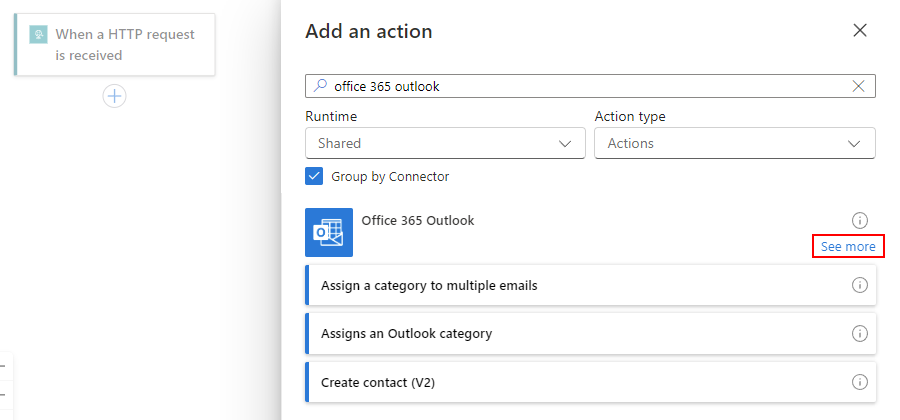 When a HTTP request
is received
Add an action
office 365 outlook
Runtime
Action type
Shared
Actions
Group by Connector
Office 365 Outlook
See more
Assign a category to multiple emails
Assigns an Outlook category
Create contact (V2)